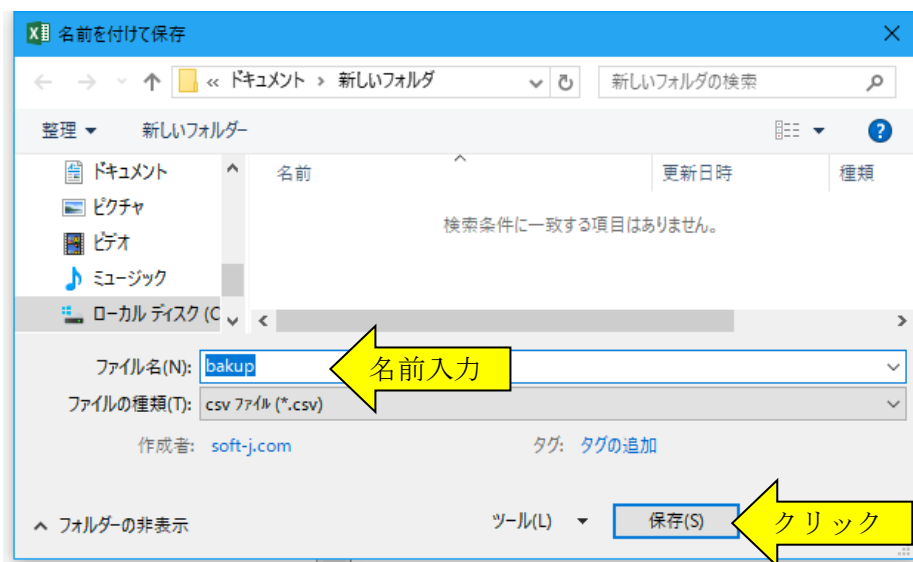 名前を付けて保存
« ドキュメント › 新しいフォルダ
新しいフォルダの検索
整理 新しいフォルダー
ドキュメント
ピクチャ
ビデオ
ミュージック
ローカル ディスク (C
名前 更新日時 種類
検索条件に一致する項目はありません。
ファイル名(N): bakup
名前入力
ファイルの種類(T): csv ファイル (*.csv)
作成者: soft-j.com タグ: タグの追加
フォルダーの非表示 ツール(L) 保存(S)
クリック